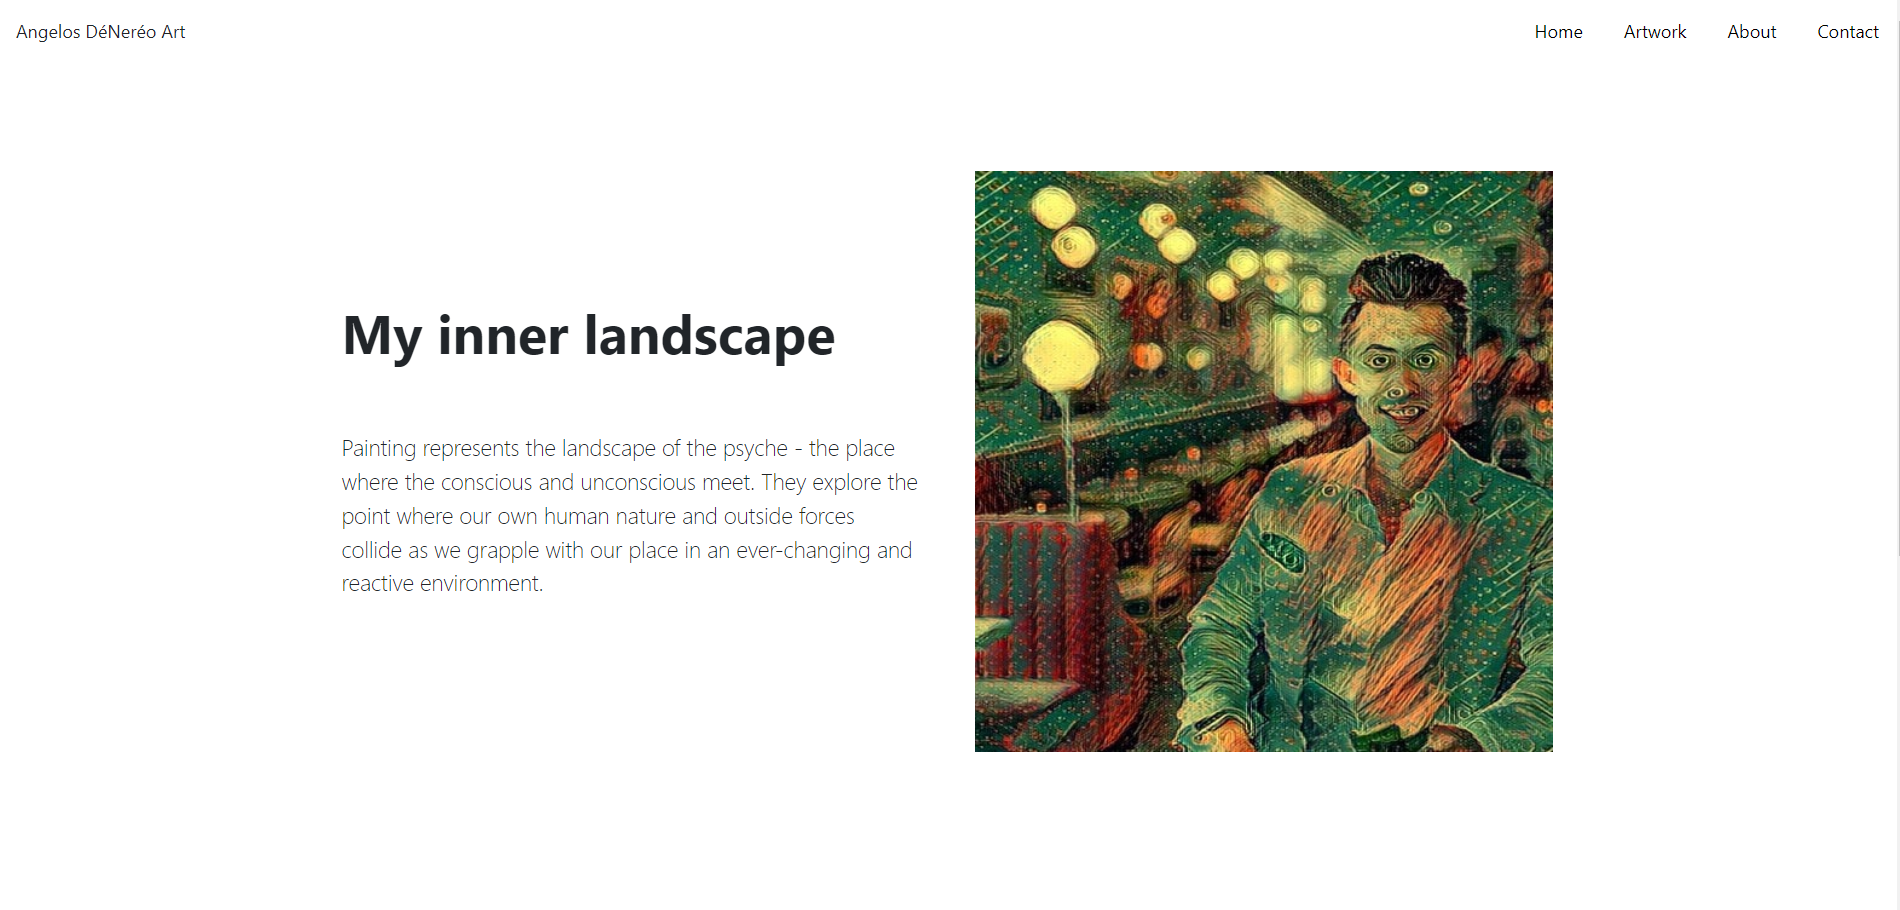 Angelos DéNeréo Art
Home Artwork About Contact
My inner landscape
Painting represents the landscape of the psyche - the place
where the conscious and unconscious meet. They explore the
point where our own human nature and outside forces
collide as we grapple with our place in an ever-changing and
reactive environment.